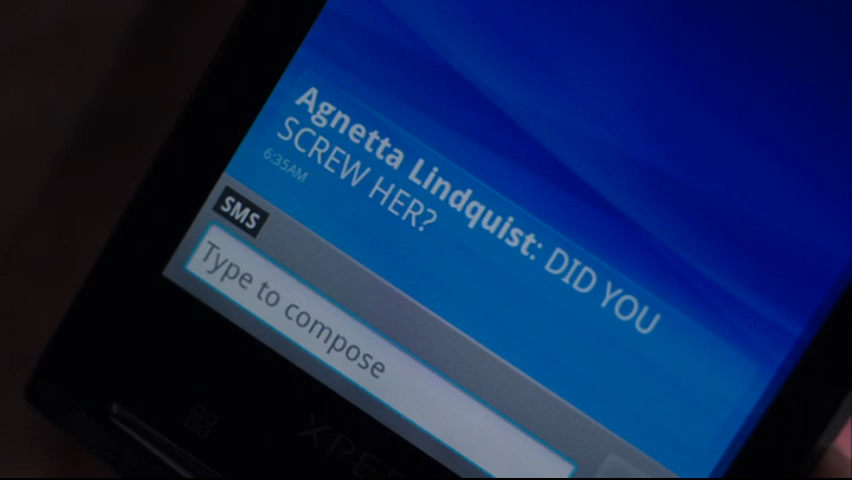 Agnetta Lindquist: DID YOU
SCREW HER?
6:35AM
SMS
Type to compose
XPE